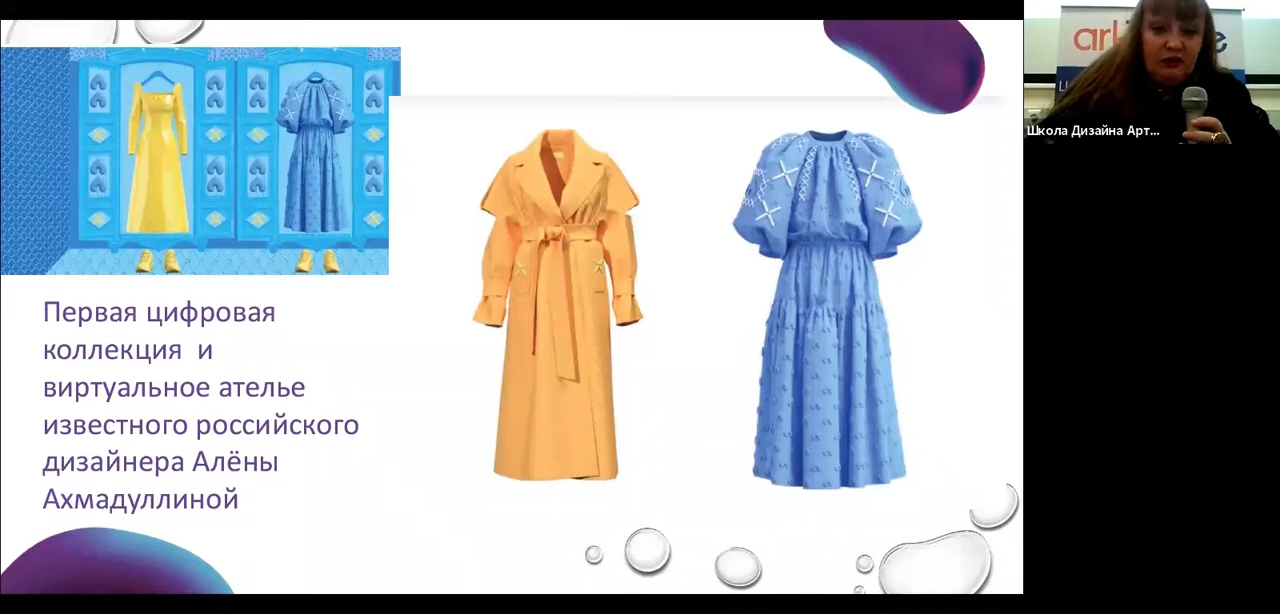 Первая цифровая
коллекция и
виртуальное ателье
известного российского
дизайнера Алёны
Ахмадуллиной
Школа Дизайна Арт...